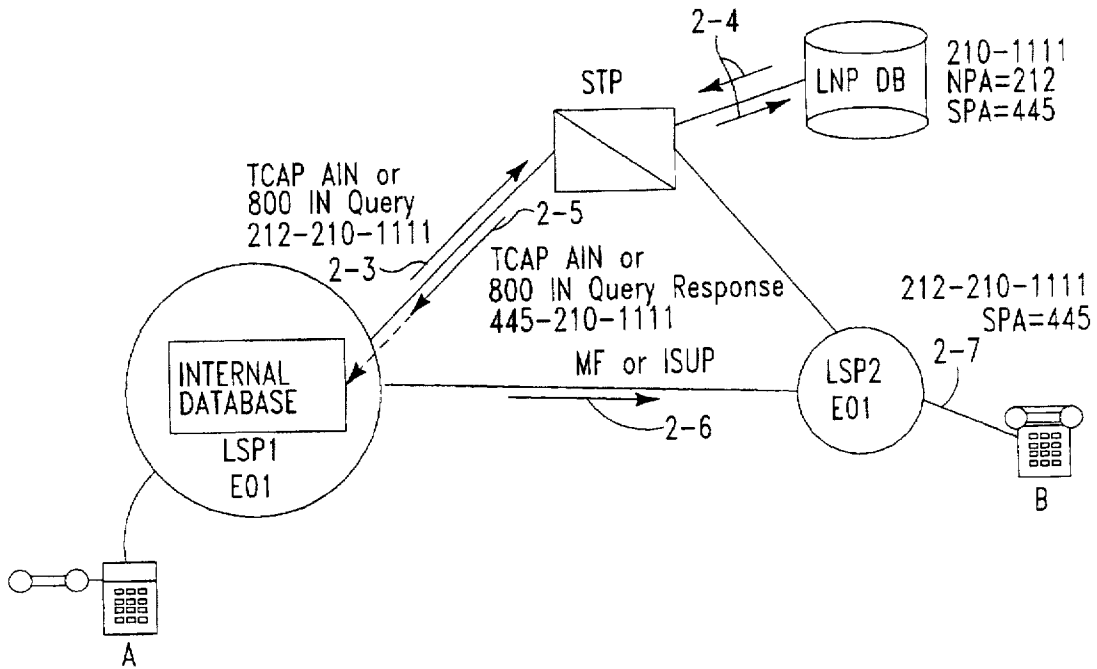 2-4
STP
LNP DB
210-1111
NPA=212
SPA=445
TCAP AIN or
800 IN Query
212-210-1111
2-3
2-5
TCAP AIN or
800 IN Query Response
445-210-1111
212-210-1111
SPA=445
INTERNAL
DATABASE
LSP1
E01
MF or ISUP
2-6
LSP2
E01
2-7
B
A